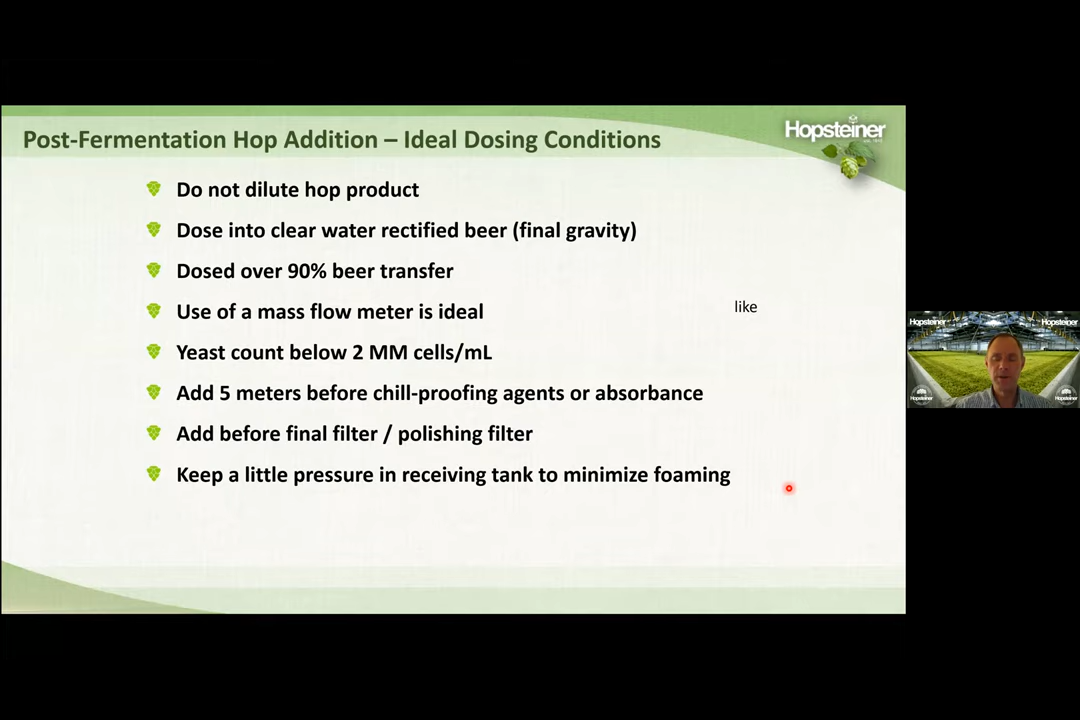 Post-Fermentation Hop Addition – Ideal Dosing Conditions
Hopsteiner
Do not dilute hop product
Dose into clear water rectified beer (final gravity)
Dosed over 90% beer transfer
Use of a mass flow meter is ideal
like
Yeast count below 2 MM cells/mL
Add 5 meters before chill-proofing agents or absorbance
Add before final filter / polishing filter
Keep a little pressure in receiving tank to minimize foaming
Hopsteiner
Hopsteiner